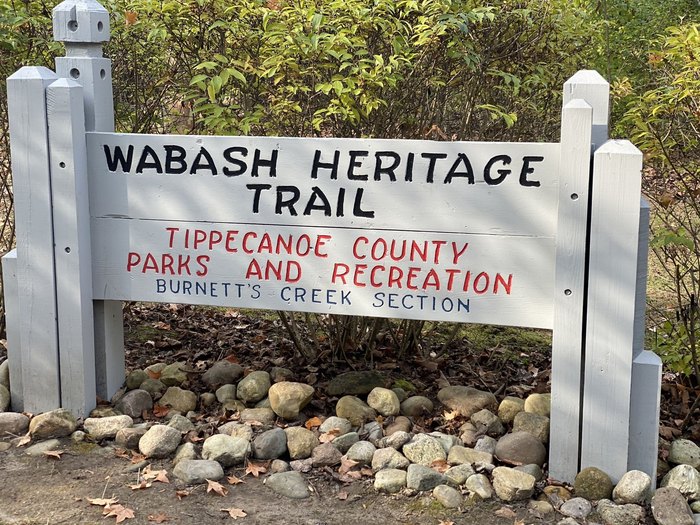 WABASH HERITAGE
TRAIL
TIPPECANOE COUNTY
PARKS AND RECREATION
BURNETT'S CREEK SECTION